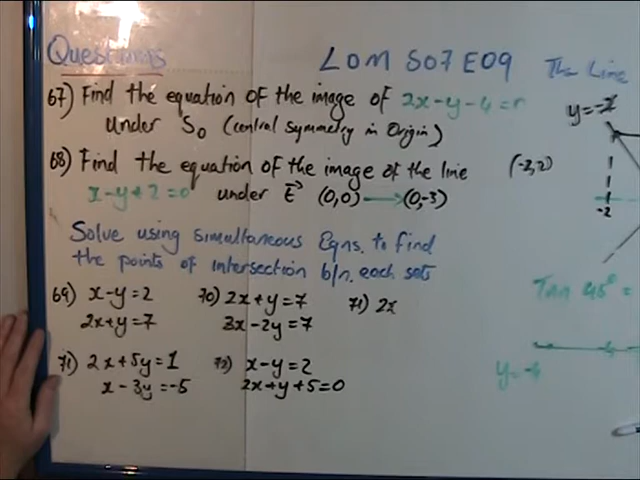 Questions
LOM S07 E09
The Line
67) Find the equation of the image of 2x-y-4=
under S₀ (central symmetry in Origin)
68) Find the equation of the image of the line
x-y+2=0 under E→ (0,0)→(0,-3)
Solve using simultaneous Eqns. to find
the points of intersection b/n. each sets
69) x-y=2
2x+y=7
70) 2x+y=7
3x-2y=7
71) 2x
71) 2x+5y=1
x-3y=-5
72) x-y=2
2x+y+5=0
y=-x
(-2,2)
-2
Tan 45°=
y=-4